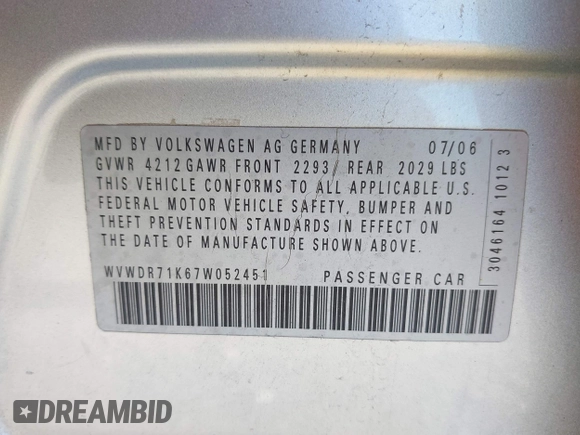 MFD BY VOLKSWAGEN AG GERMANY 07/06
GVWR 4212 GAWR FRONT 2293 REAR 2029 LBS
THIS VEHICLE CONFORMS TO ALL APPLICABLE U.S.
FEDERAL MOTOR VEHICLE SAFETY, BUMPER AND
THEFT PREVENTION STANDARDS IN EFFECT ON
THE DATE OF MANUFACTURE SHOWN ABOVE.
WVWDR71K67W052451 PASSENGER CAR
3046164 1012 3
DREAMBID